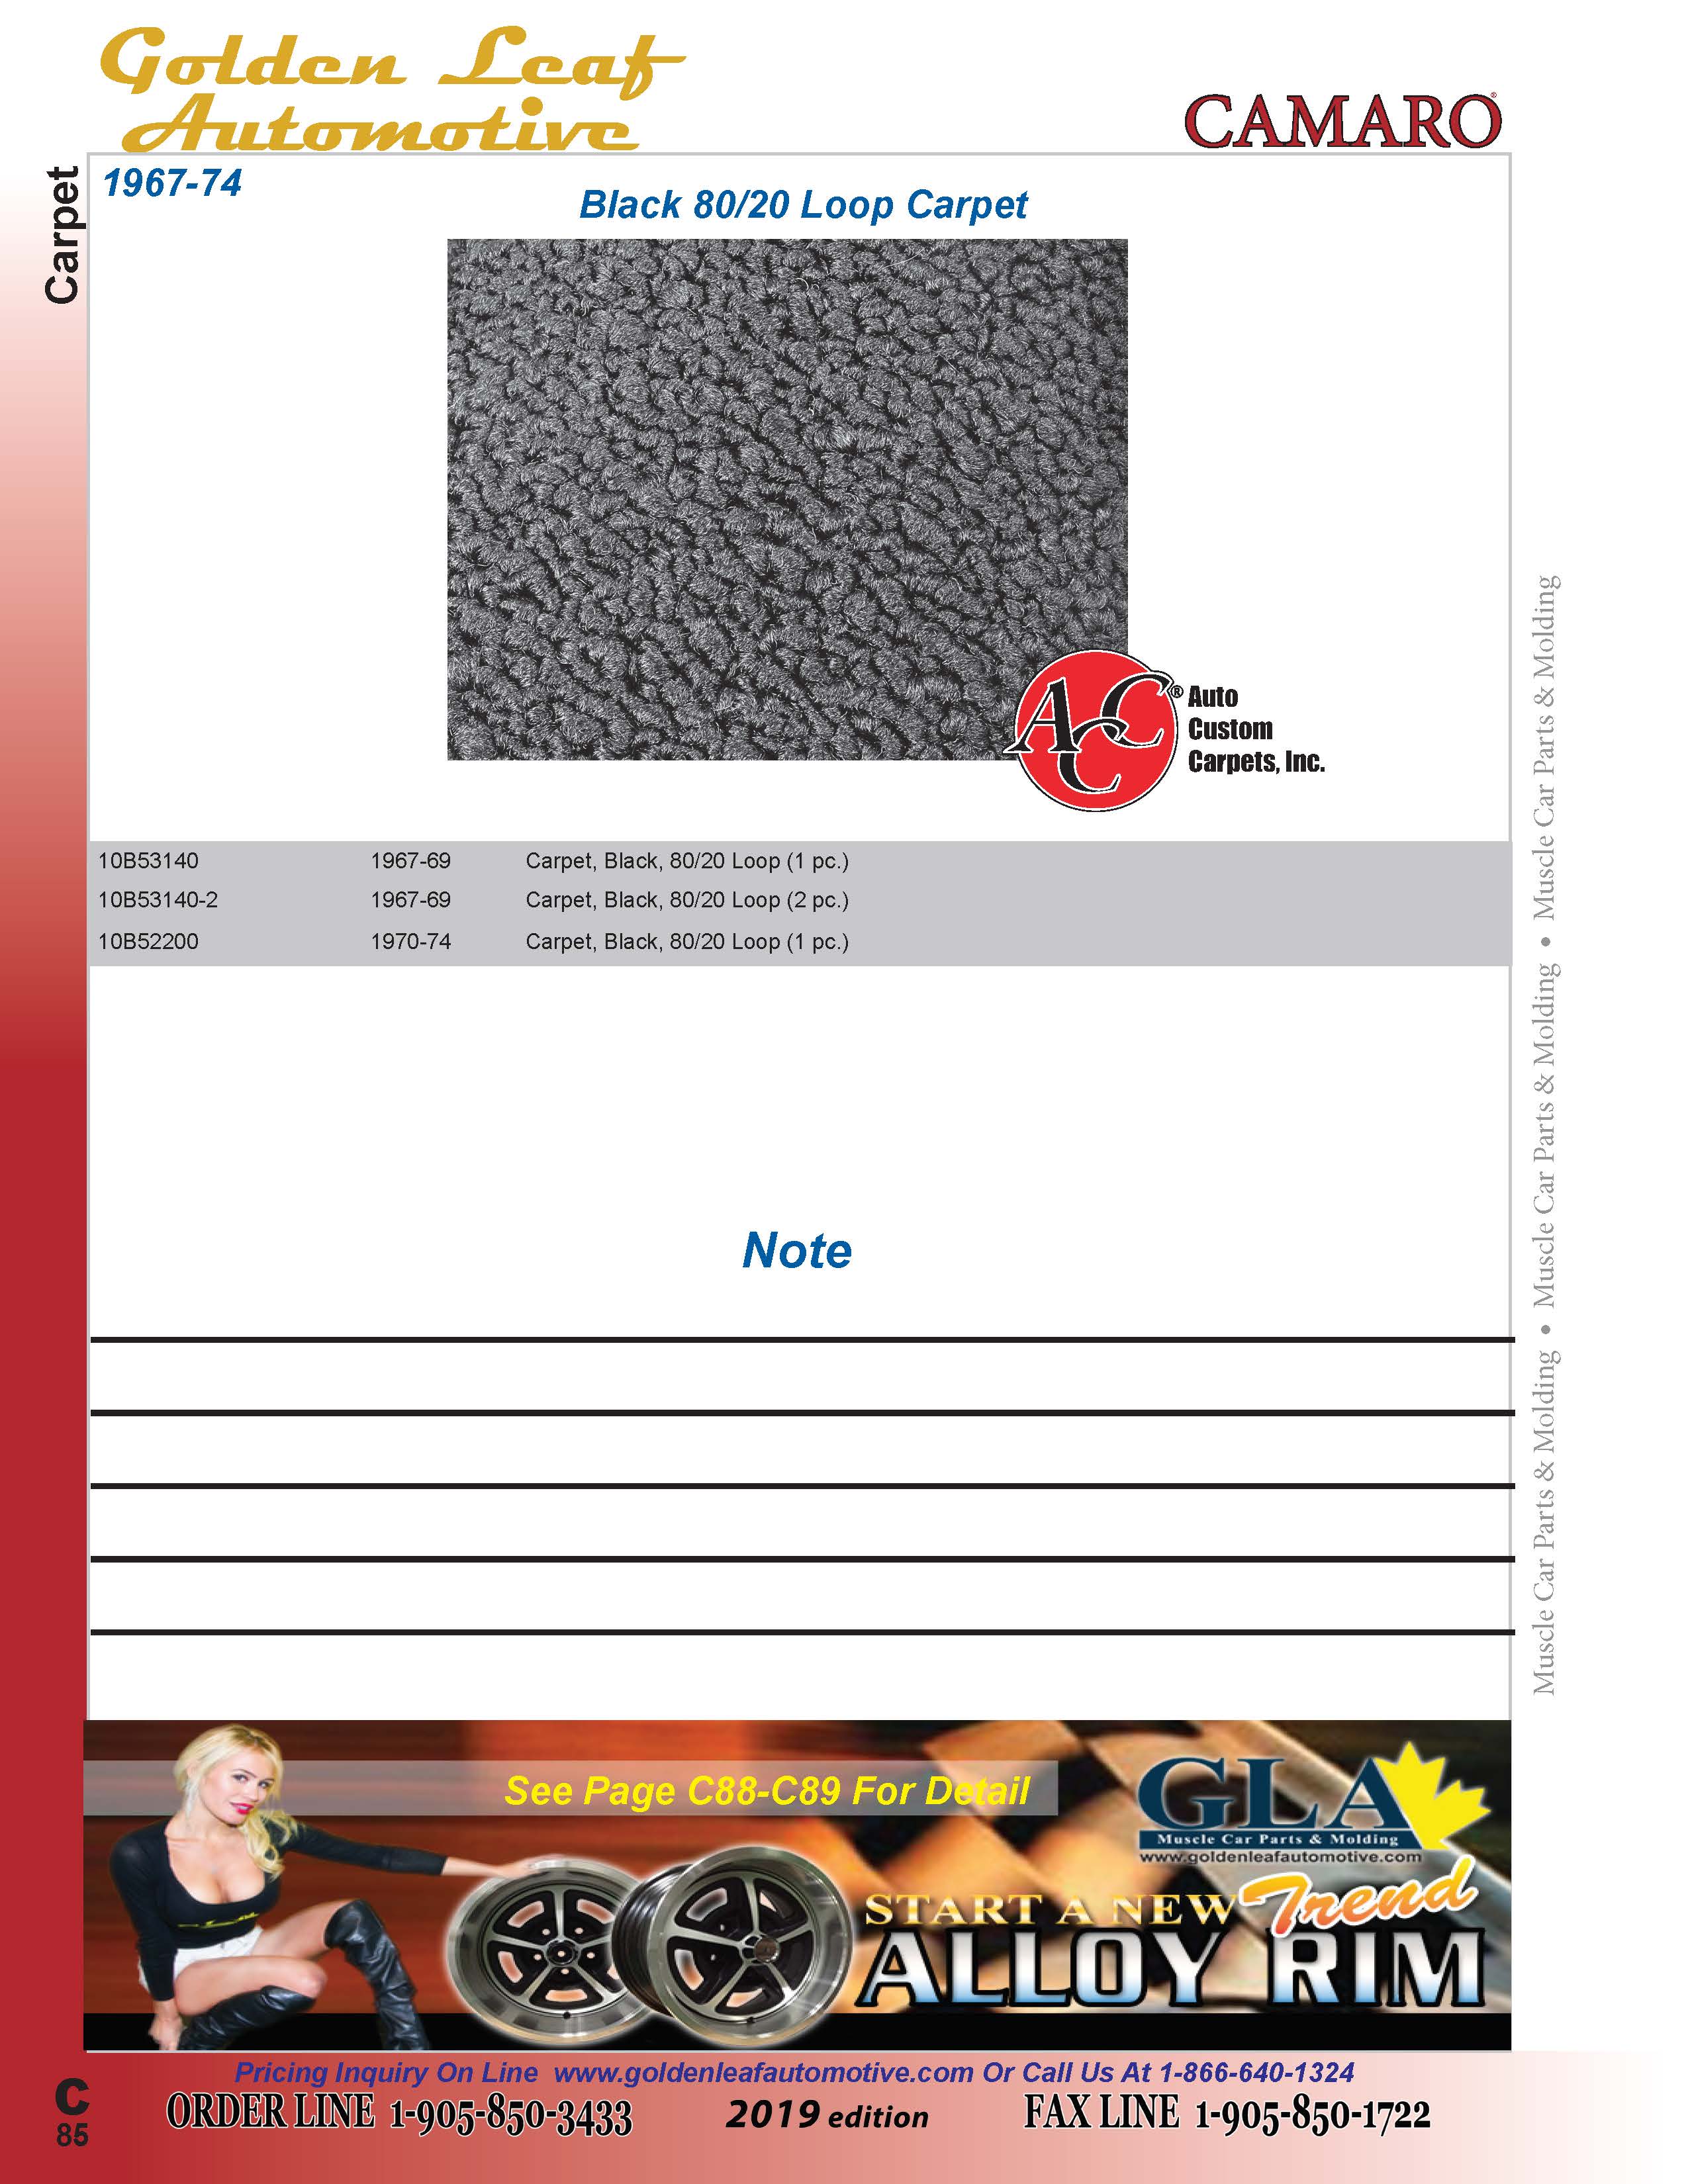 Golden Leaf
Automotive
CAMARO®
Carpet
1967-74
Black 80/20 Loop Carpet
ACC® Auto
Custom
Carpets, Inc.
10B53140 1967-69 Carpet, Black, 80/20 Loop (1 pc.)
10B53140-2 1967-69 Carpet, Black, 80/20 Loop (2 pc.)
10B52200 1970-74 Carpet, Black, 80/20 Loop (1 pc.)
Muscle Car Parts & Molding • Muscle Car Parts & Molding • Muscle Car Parts & Molding
Note
See Page C88-C89 For Detail
GLA
Muscle Car Parts & Molding
www.goldenleafautomotive.com
START A NEW Trend
ALLOY RIM
Pricing Inquiry On Line www.goldenleafautomotive.com Or Call Us At 1-866-640-1324
ORDER LINE 1-905-850-3433 2019 edition FAX LINE 1-905-850-1722
C
85